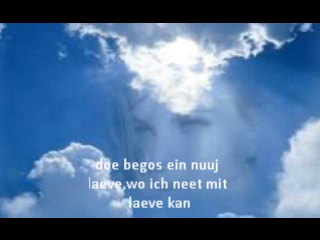 doe begos ein nuuj
laeve,wo ich neet mit
laeve kan